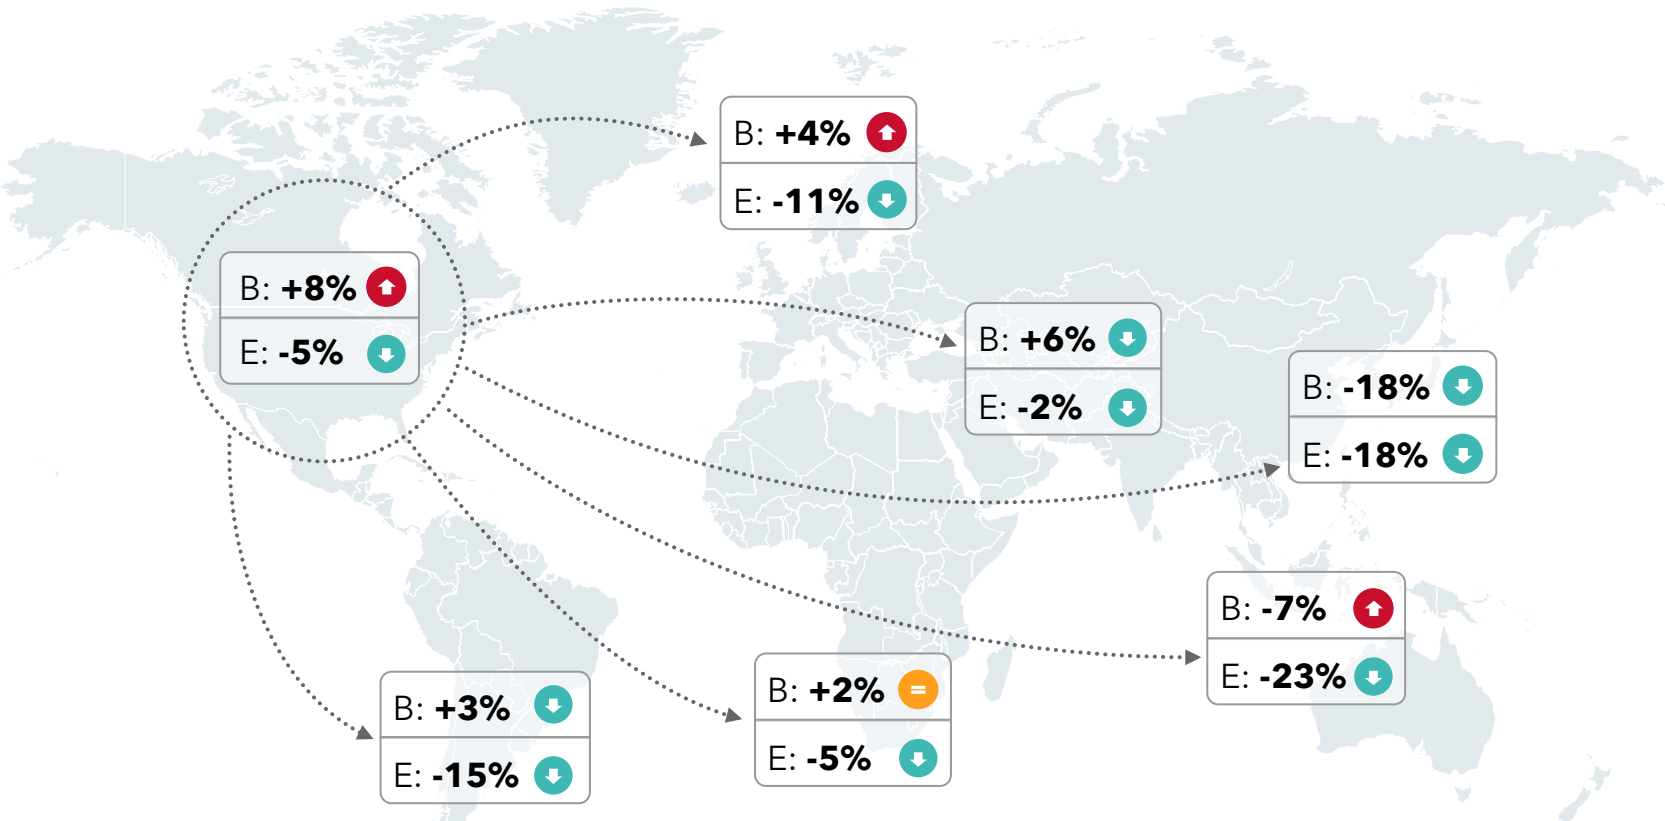 B: +4%
E: -11%
B: +8%
E: -5%
B: +6%
E: -2%
B: -18%
E: -18%
B: -7%
E: -23%
B: +3%
E: -15%
B: +2%
=
E: -5%